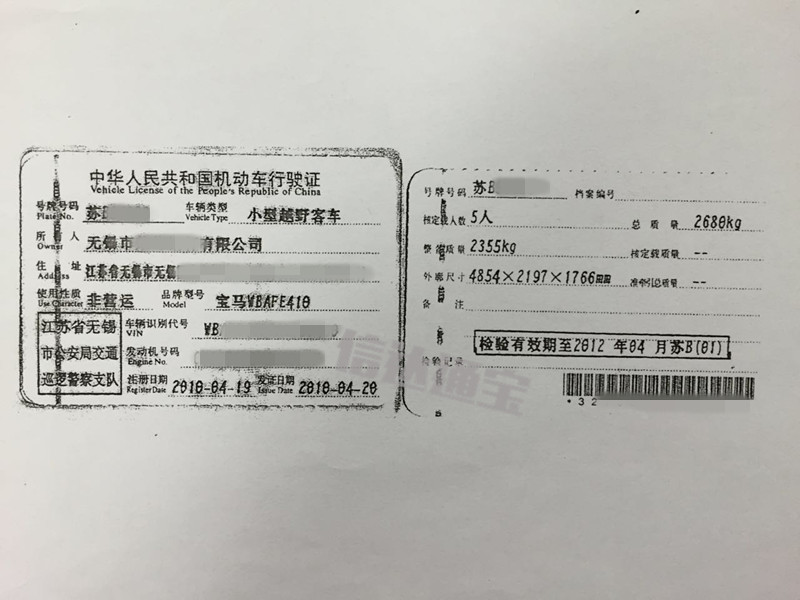 中华人民共和国机动车行驶证
Vehicle License of the People's Republic of China
号牌号码 苏B 车辆类型 小型越野客车
Plate No. Vehicle Type
所有人 无锡市 有限公司
Owner
住址 江苏省无锡市无锡
Address
使用性质 非营运 品牌型号 宝马WBAFE410
Use Character Model
江苏省无锡 车辆识别代号 WB
VIN
市公安局交通 发动机号码
Engine No.
巡逻警察支队 注册日期 2010-04-19 发证日期 2010-04-20
Register Date Issue Date
号牌号码 苏B 档案编号
核定载人数 5人 总质量 2680kg
整备质量 2355kg 核定载质量 --
外廓尺寸 4854×2197×1766 准牵引总质量 --
备注
检验有效期至2012 年04 月苏B(01)
检验记录
*32
信达通宝